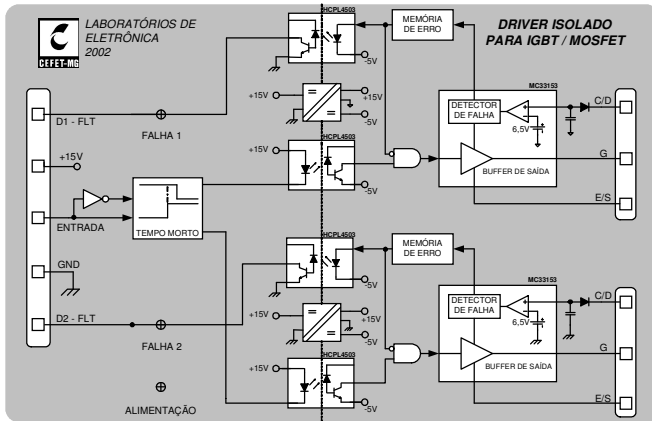 CEFET-MG
LABORATÓRIOS DE
ELETRÔNICA
2002
DRIVER ISOLADO
PARA IGBT / MOSFET
HCPL4503
MEMÓRIA
DE ERRO
-5V
+15V
=
=
+15V
-5V
D1 - FLT
FALHA 1
MC33153
DETECTOR
DE FALHA
6,5V
C/D
HCPL4503
+15V
-5V
BUFFER DE SAÍDA
G
E/S
+15V
ENTRADA
TEMPO MORTO
GND
HCPL4503
MEMÓRIA
DE ERRO
-5V
+15V
=
=
+15V
-5V
D2 - FLT
FALHA 2
MC33153
DETECTOR
DE FALHA
6,5V
C/D
HCPL4503
+15V
-5V
BUFFER DE SAÍDA
G
E/S
ALIMENTAÇÃO